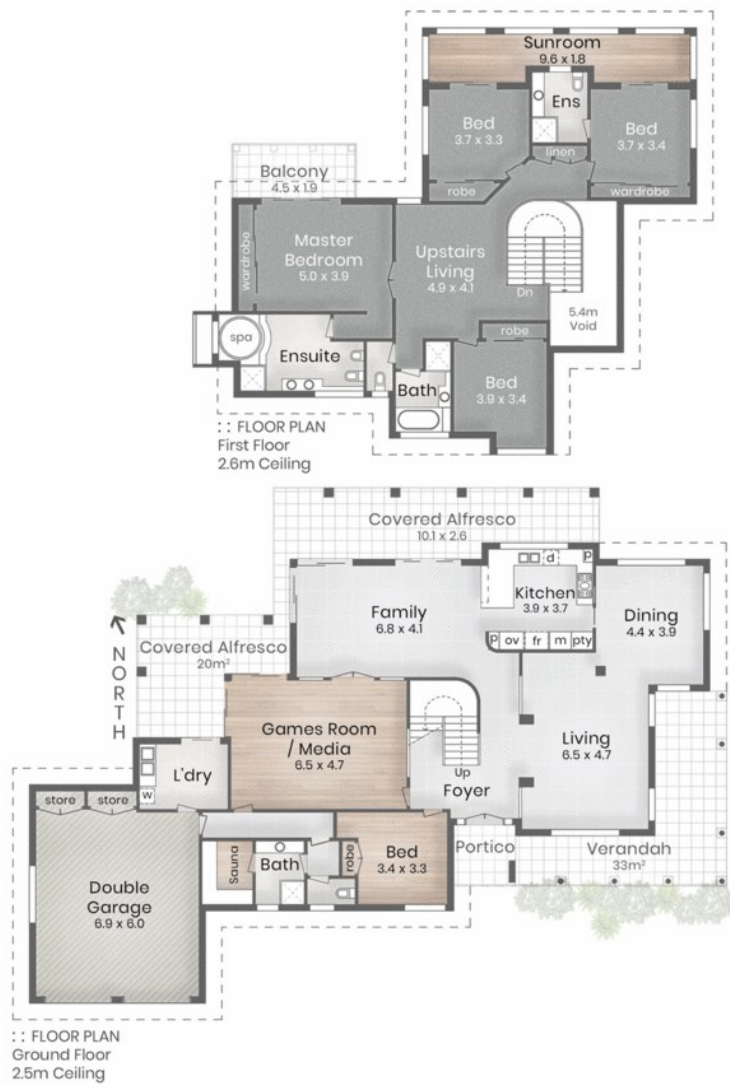 Sunroom
9.6 x 1.8
Ens
Bed
3.7 x 3.3
Bed
3.7 x 3.4
linen
robe
wardrobe
Balcony
4.5 x 1.9
wardrobe
Master
Bedroom
5.0 x 3.9
Upstairs
Living
4.9 x 4.1
Dn
5.4m
Void
spa
Ensuite
robe
Bath
Bed
3.9 x 3.4
:: FLOOR PLAN
First Floor
2.6m Ceiling
Covered Alfresco
10.1 x 2.6
d
p
Kitchen
3.9 x 3.7
Family
6.8 x 4.1
Dining
4.4 x 3.9
P ov fr m pty
NORTH
Covered Alfresco
20m²
Games Room
/ Media
6.5 x 4.7
Living
6.5 x 4.7
L'dry
w
Up
Foyer
store
store
Sauna
Bath
robe
Bed
3.4 x 3.3
Portico
Verandah
33m²
Double
Garage
6.9 x 6.0
:: FLOOR PLAN
Ground Floor
2.5m Ceiling